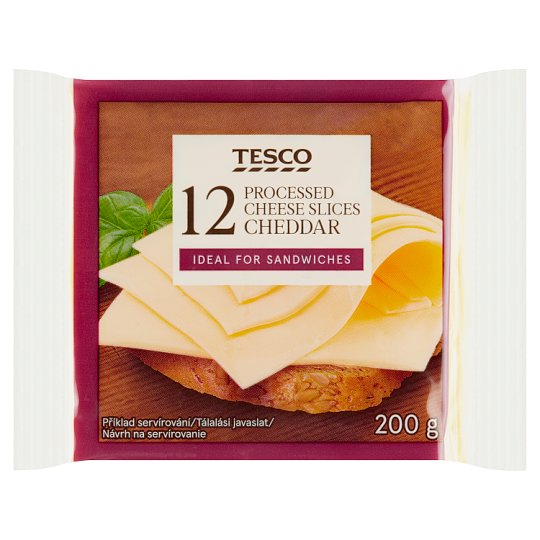 TESCO
12
PROCESSED
CHEESE SLICES
CHEDDAR
IDEAL FOR SANDWICHES
Příklad servírování/Tálalási javaslat/
Návrh na servírovanie
200 g